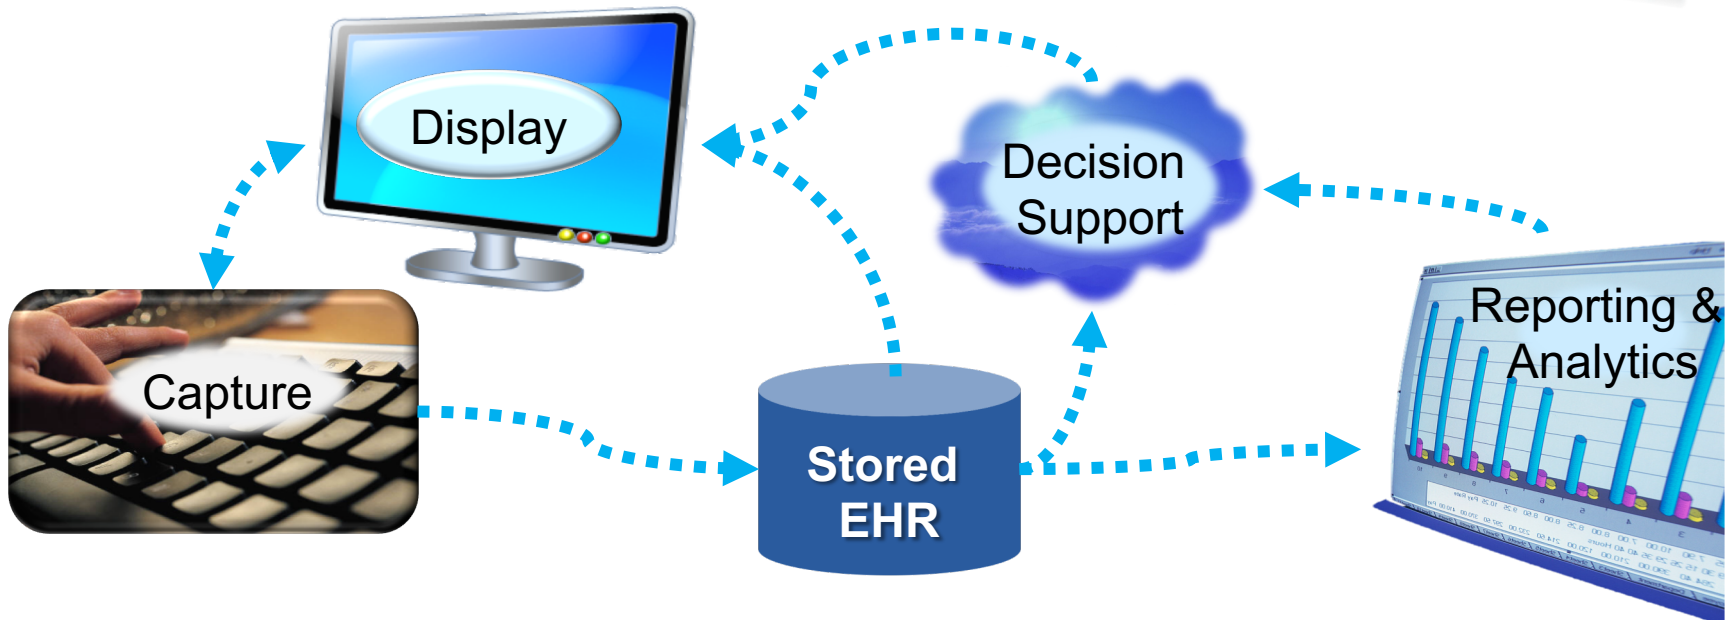 Display
Decision
Support
Reporting &
Analytics
Capture
Stored
EHR